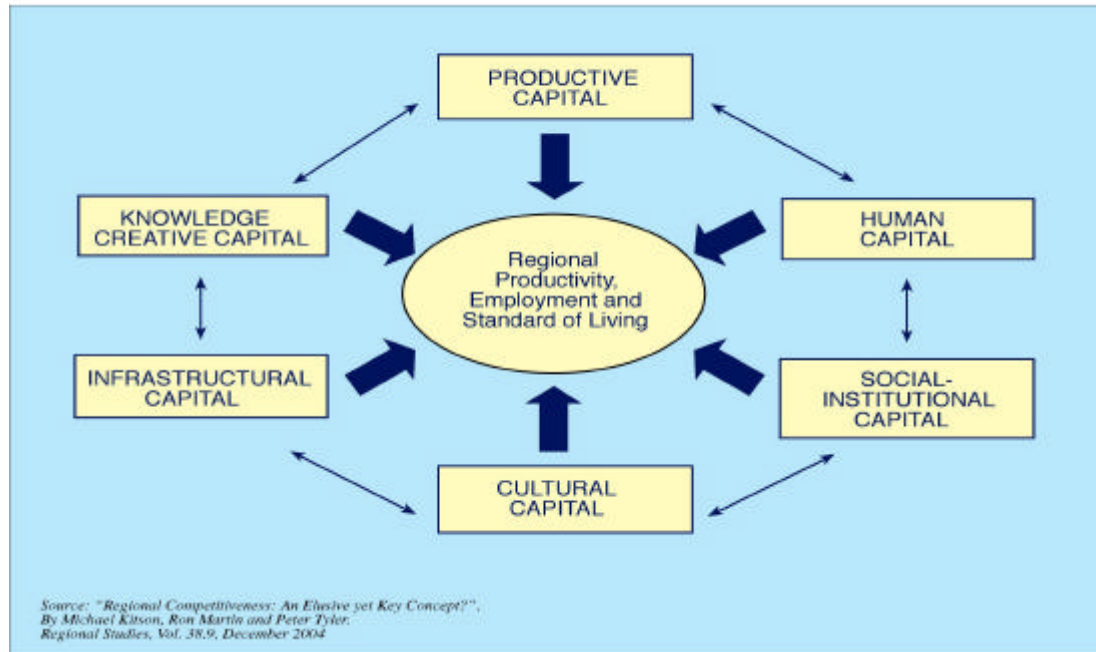 PRODUCTIVE
CAPITAL
KNOWLEDGE
CREATIVE CAPITAL
HUMAN
CAPITAL
Regional
Productivity,
Employment and
Standard of Living
INFRASTRUCTURAL
CAPITAL
SOCIAL-
INSTITUTIONAL
CAPITAL
CULTURAL
CAPITAL
Source: "Regional Competitiveness: An Elusive yet Key Concept?",
By Michael Kitson, Ron Martin and Peter Tyler.
Regional Studies, Vol. 38.9, December 2004